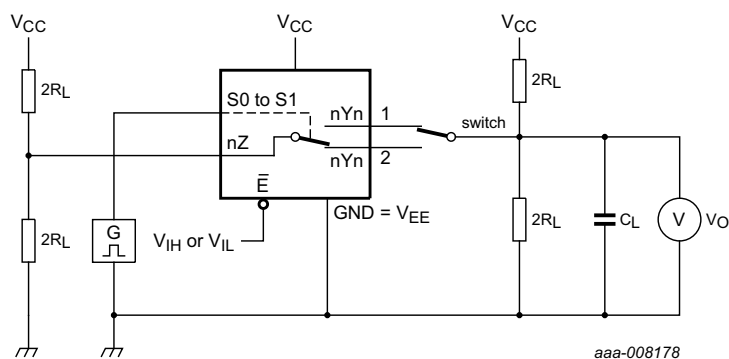 VCC
VCC
VCC
2RL
2RL
S0 to S1
nYn
1
switch
nZ
nYn
2
E̅
GND = VEE
2RL
G
VIH or VIL
2RL
CL
V
VO
aaa-008178